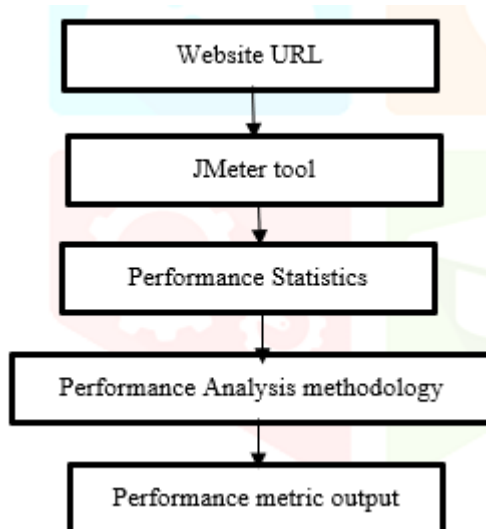 Website URL
JMeter tool
Performance Statistics
Performance Analysis methodology
Performance metric output